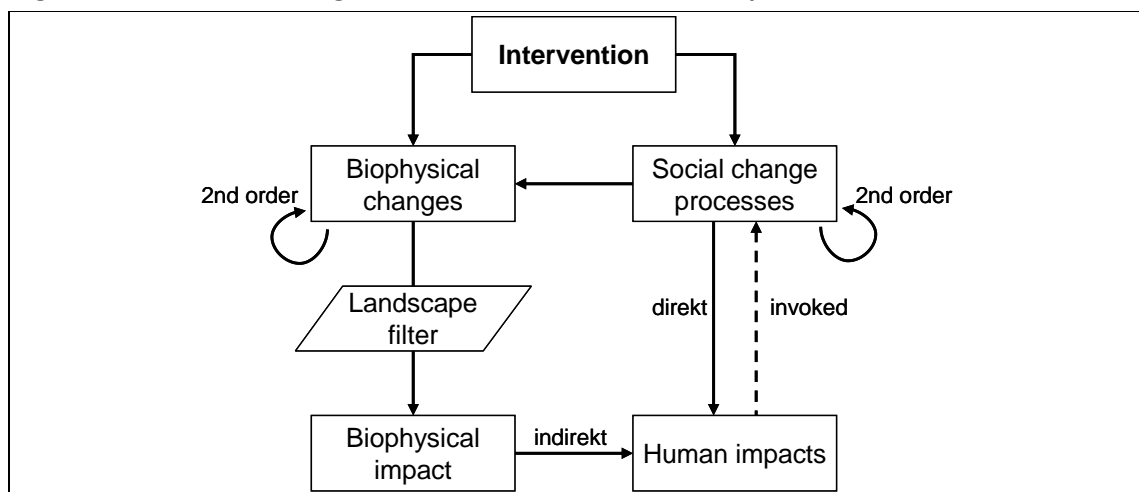 Intervention
Biophysical
changes
Social change
processes
2nd order
2nd order
Landscape
filter
direkt
invoked
Biophysical
impact
indirekt
Human impacts